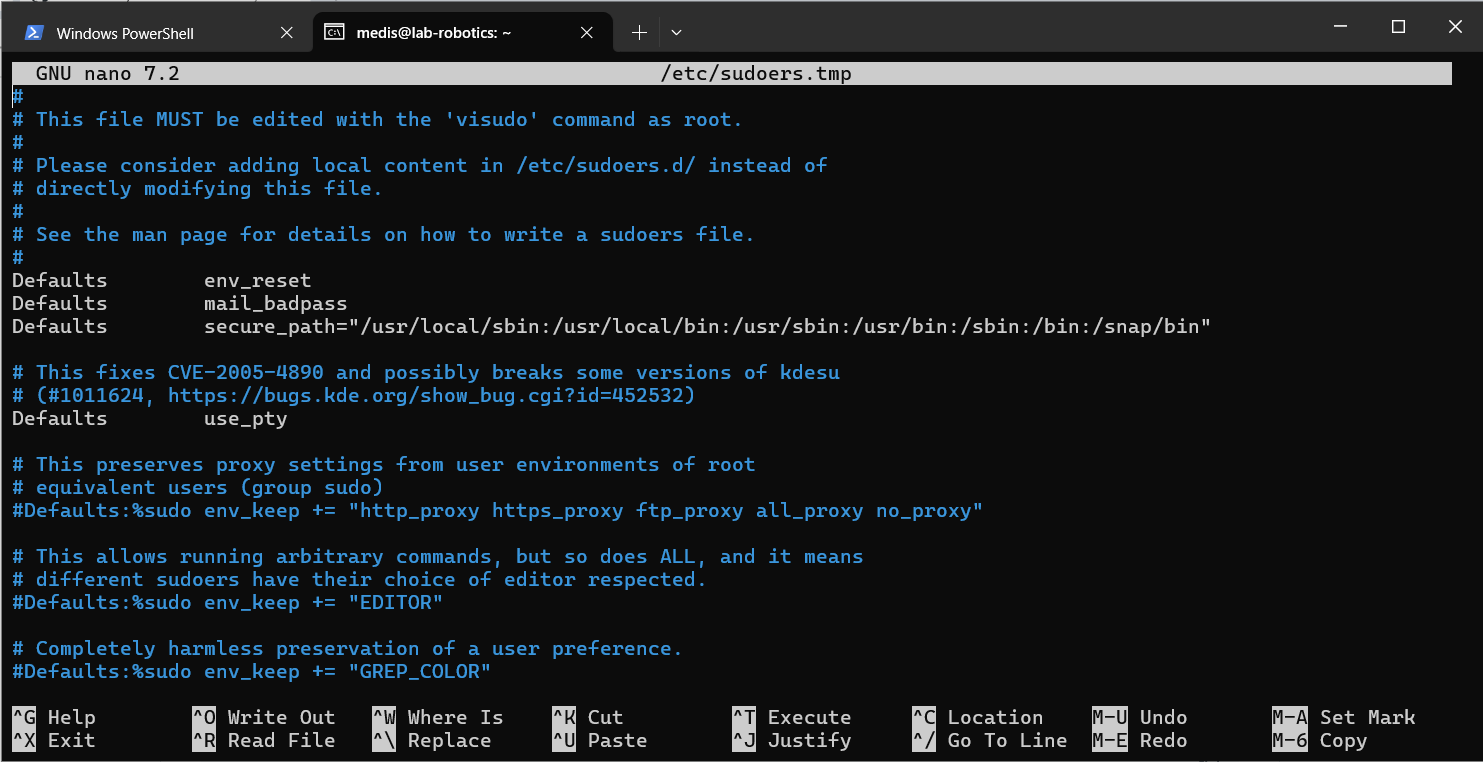 Windows PowerShell
medis@lab-robotics: ~
GNU nano 7.2 /etc/sudoers.tmp
#
# This file MUST be edited with the 'visudo' command as root.
#
# Please consider adding local content in /etc/sudoers.d/ instead of
# directly modifying this file.
#
# See the man page for details on how to write a sudoers file.
#
Defaults        env_reset
Defaults        mail_badpass
Defaults        secure_path="/usr/local/sbin:/usr/local/bin:/usr/sbin:/usr/bin:/sbin:/bin:/snap/bin"
# This fixes CVE-2005-4890 and possibly breaks some versions of kdesu
# (#1011624, https://bugs.kde.org/show_bug.cgi?id=452532)
Defaults        use_pty
# This preserves proxy settings from user environments of root
# equivalent users (group sudo)
#Defaults:%sudo env_keep += "http_proxy https_proxy ftp_proxy all_proxy no_proxy"
# This allows running arbitrary commands, but so does ALL, and it means
# different sudoers have their choice of editor respected.
#Defaults:%sudo env_keep += "EDITOR"
# Completely harmless preservation of a user preference.
#Defaults:%sudo env_keep += "GREP_COLOR"
^G Help ^O Write Out ^W Where Is ^K Cut ^T Execute ^C Location M-U Undo M-A Set Mark
^X Exit ^R Read File ^\ Replace ^U Paste ^J Justify ^/ Go To Line M-E Redo M-6 Copy